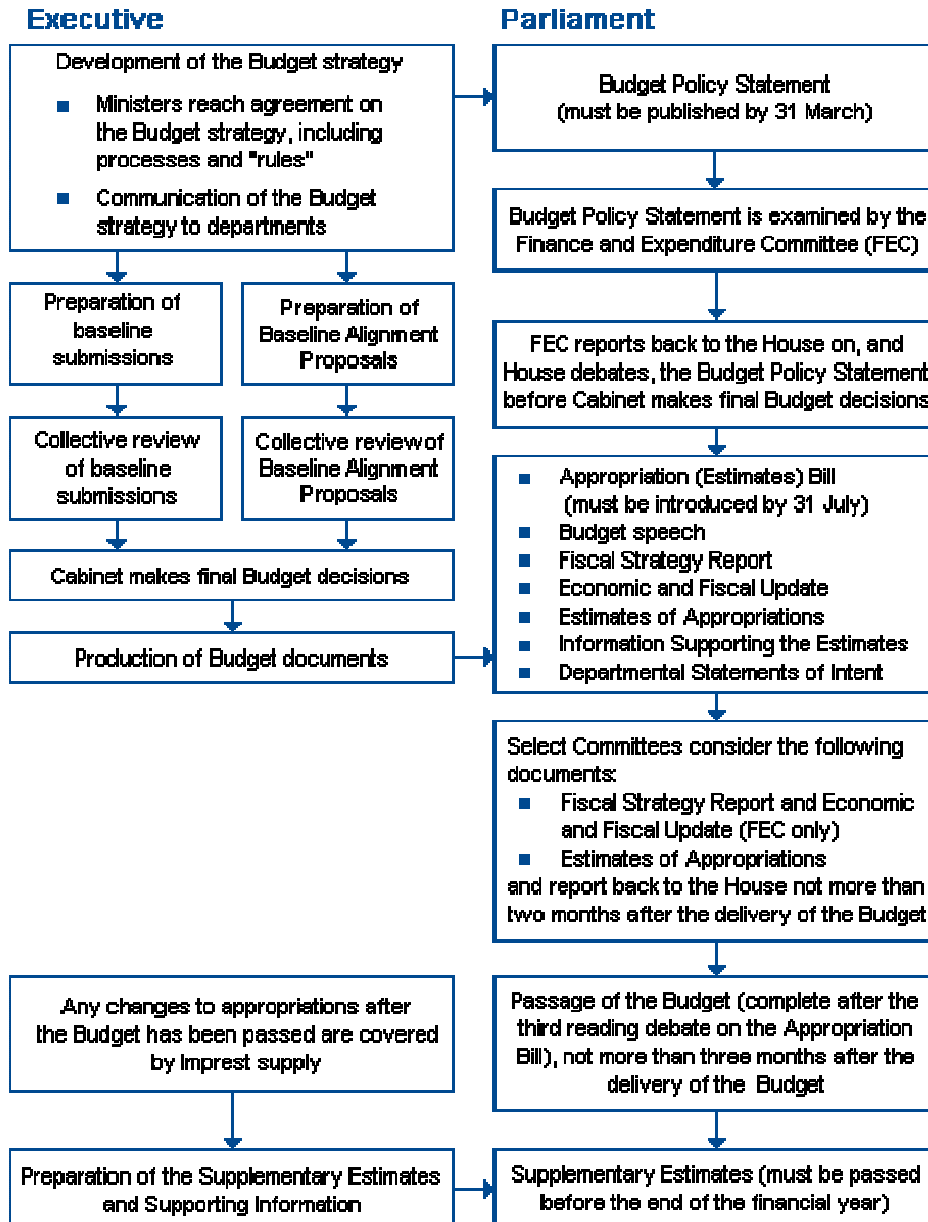 Executive
Parliament
Development of the Budget strategy
■ Ministers reach agreement on
the Budget strategy, including
processes and "rules"
■ Communication of the Budget
strategy to departments
Budget Policy Statement
(must be published by 31 March)
Budget Policy Statement is examined by the
Finance and Expenditure Committee (FEC)
Preparation of
baseline
submissions
Preparation of
Baseline Alignment
Proposals
FEC reports back to the House on, and
House debates, the Budget Policy Statement
before Cabinet makes final Budget decisions
Collective review
of baseline
submissions
Collective review of
Baseline Alignment
Proposals
■ Appropriation (Estimates) Bill
(must be introduced by 31 July)
■ Budget speech
■ Fiscal Strategy Report
■ Economic and Fiscal Update
■ Estimates of Appropriations
■ Information Supporting the Estimates
■ Departmental Statements of Intent
Cabinet makes final Budget decisions
Production of Budget documents
Select Committees consider the following
documents:
■ Fiscal Strategy Report and Economic
and Fiscal Update (FEC only)
■ Estimates of Appropriations
and report back to the House not more than
two months after the delivery of the Budget
Any changes to appropriations after
the Budget has been passed are covered
by Imprest supply
Passage of the Budget (complete after the
third reading debate on the Appropriation
Bill), not more than three months after the
delivery of the Budget
Preparation of the Supplementary Estimates
and Supporting Information
Supplementary Estimates (must be passed
before the end of the financial year)